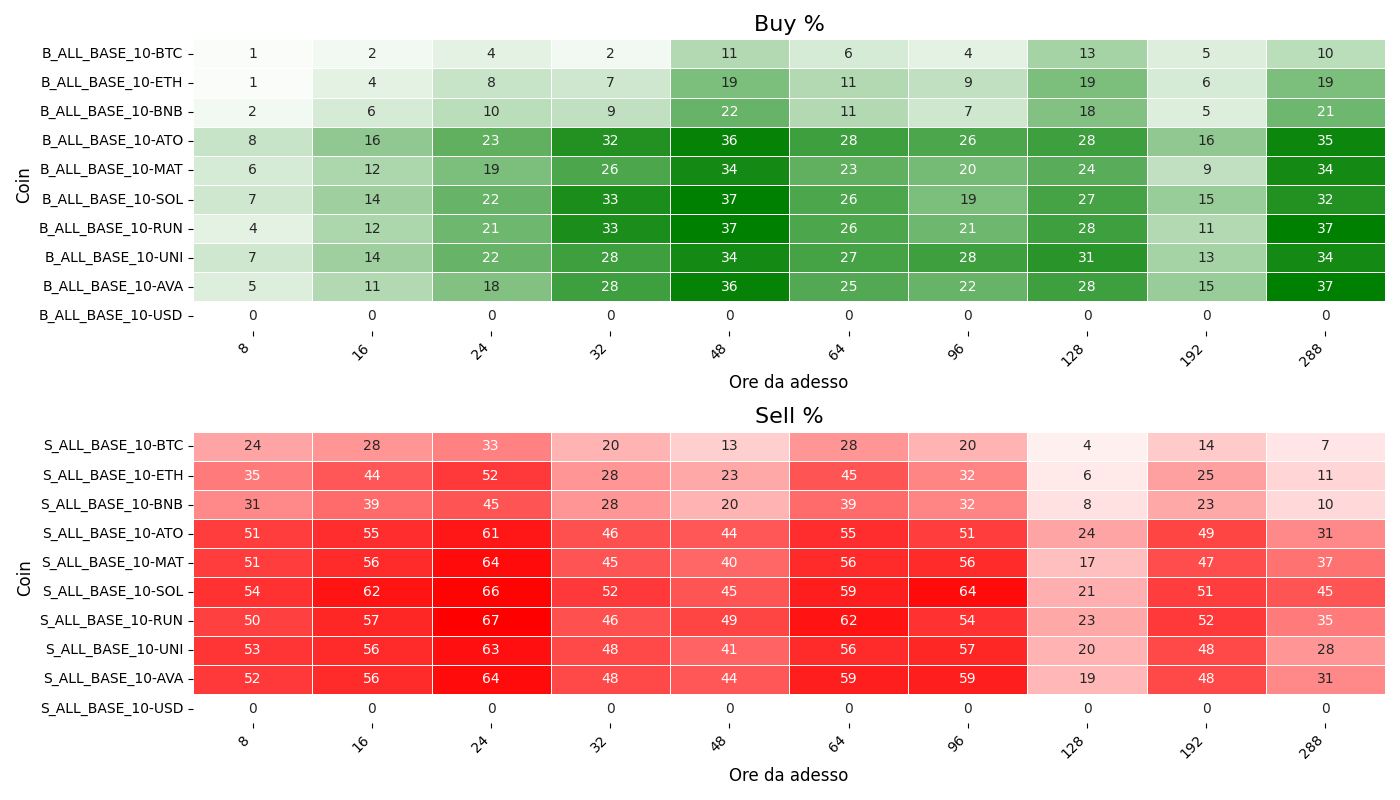 Buy %
Coin
B_ALL_BASE_10-BTC 1 2 4 2 11 6 4 13 5 10
B_ALL_BASE_10-ETH 1 4 8 7 19 11 9 19 6 19
B_ALL_BASE_10-BNB 2 6 10 9 22 11 7 18 5 21
B_ALL_BASE_10-ATO 8 16 23 32 36 28 26 28 16 35
B_ALL_BASE_10-MAT 6 12 19 26 34 23 20 24 9 34
B_ALL_BASE_10-SOL 7 14 22 33 37 26 19 27 15 32
B_ALL_BASE_10-RUN 4 12 21 33 37 26 21 28 11 37
B_ALL_BASE_10-UNI 7 14 22 28 34 27 28 31 13 34
B_ALL_BASE_10-AVA 5 11 18 28 36 25 22 28 15 37
B_ALL_BASE_10-USD 0 0 0 0 0 0 0 0 0 0
8 16 24 32 48 64 96 128 192 288
Ore da adesso
Sell %
Coin
S_ALL_BASE_10-BTC 24 28 33 20 13 28 20 4 14 7
S_ALL_BASE_10-ETH 35 44 52 28 23 45 32 6 25 11
S_ALL_BASE_10-BNB 31 39 45 28 20 39 32 8 23 10
S_ALL_BASE_10-ATO 51 55 61 46 44 55 51 24 49 31
S_ALL_BASE_10-MAT 51 56 64 45 40 56 56 17 47 37
S_ALL_BASE_10-SOL 54 62 66 52 45 59 64 21 51 45
S_ALL_BASE_10-RUN 50 57 67 46 49 62 54 23 52 35
S_ALL_BASE_10-UNI 53 56 63 48 41 56 57 20 48 28
S_ALL_BASE_10-AVA 52 56 64 48 44 59 59 19 48 31
S_ALL_BASE_10-USD 0 0 0 0 0 0 0 0 0 0
8 16 24 32 48 64 96 128 192 288
Ore da adesso